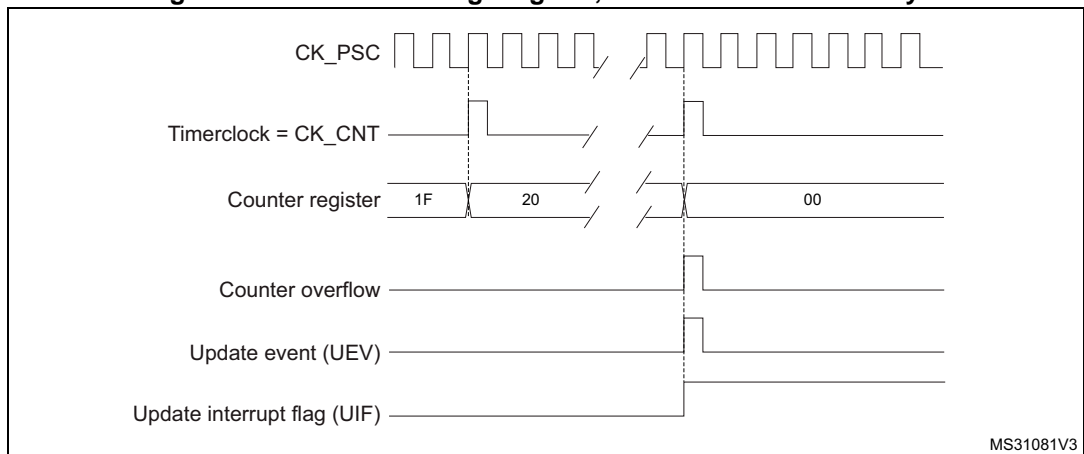 CK_PSC
Timerclock = CK_CNT
Counter register
1F
20
00
Counter overflow
Update event (UEV)
Update interrupt flag (UIF)
MS31081V3